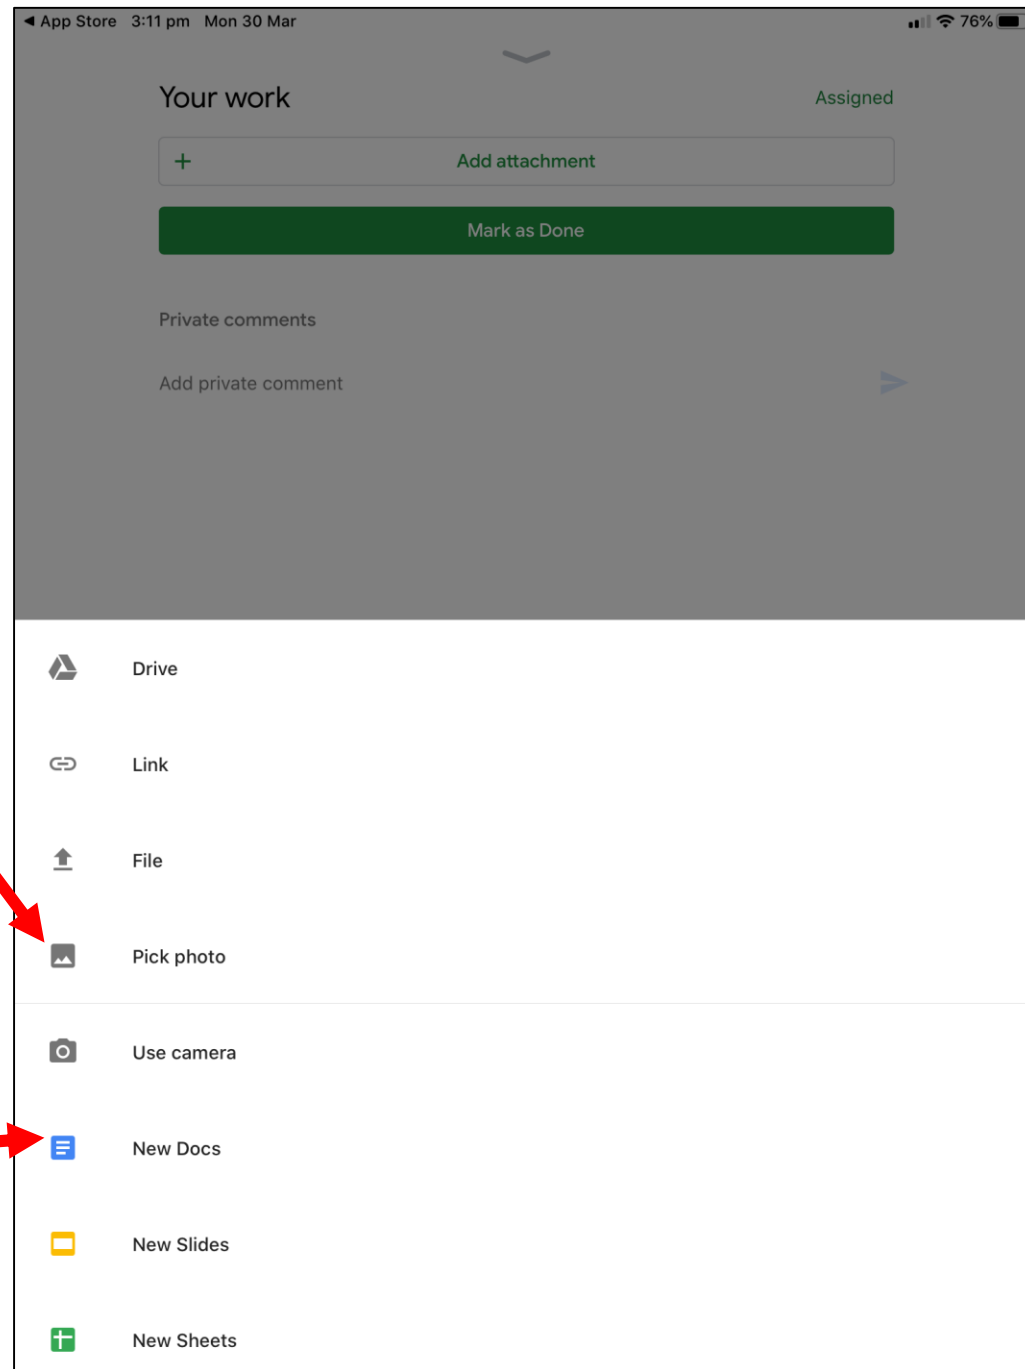 ◀ App Store 3:11 pm Mon 30 Mar 76%
Your work Assigned
+ Add attachment
Mark as Done
Private comments
Add private comment
Drive
Link
File
Pick photo
Use camera
New Docs
New Slides
New Sheets